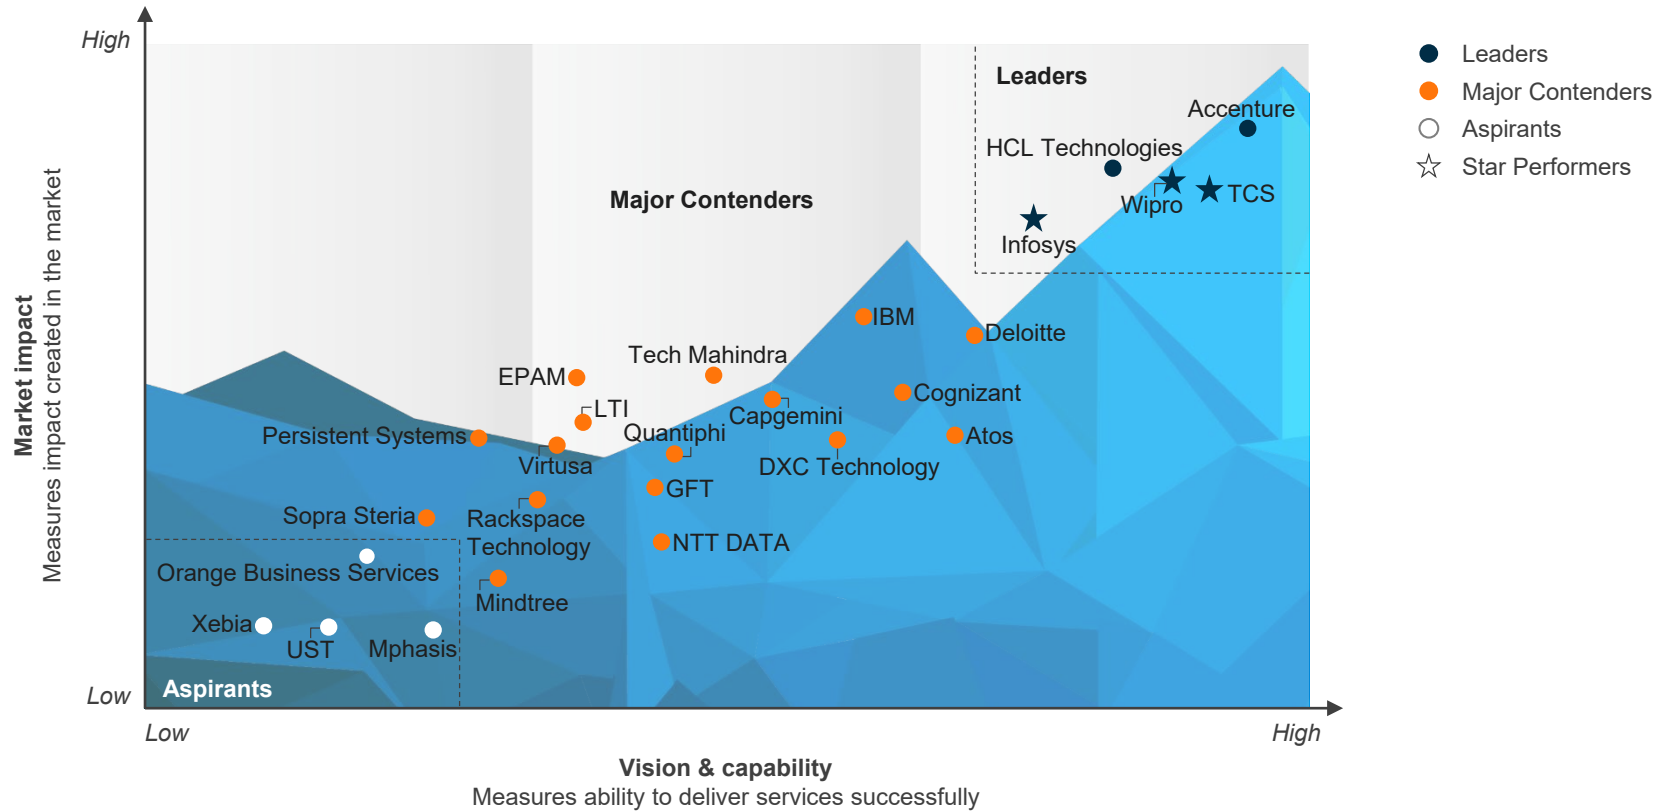 High
Leaders
Major Contenders
Aspirants
Star Performers
Leaders
Accenture
HCL Technologies
Wipro
TCS
Infosys
Major Contenders
IBM
Deloitte
Tech Mahindra
EPAM
LTI
Capgemini
Cognizant
Persistent Systems
Quantiphi
Atos
Virtusa
DXC Technology
GFT
Sopra Steria
Rackspace
Technology
NTT DATA
Orange Business Services
Mindtree
Xebia
UST
Mphasis
Aspirants
Market impact
Measures impact created in the market
Low
Low
High
Vision & capability
Measures ability to deliver services successfully